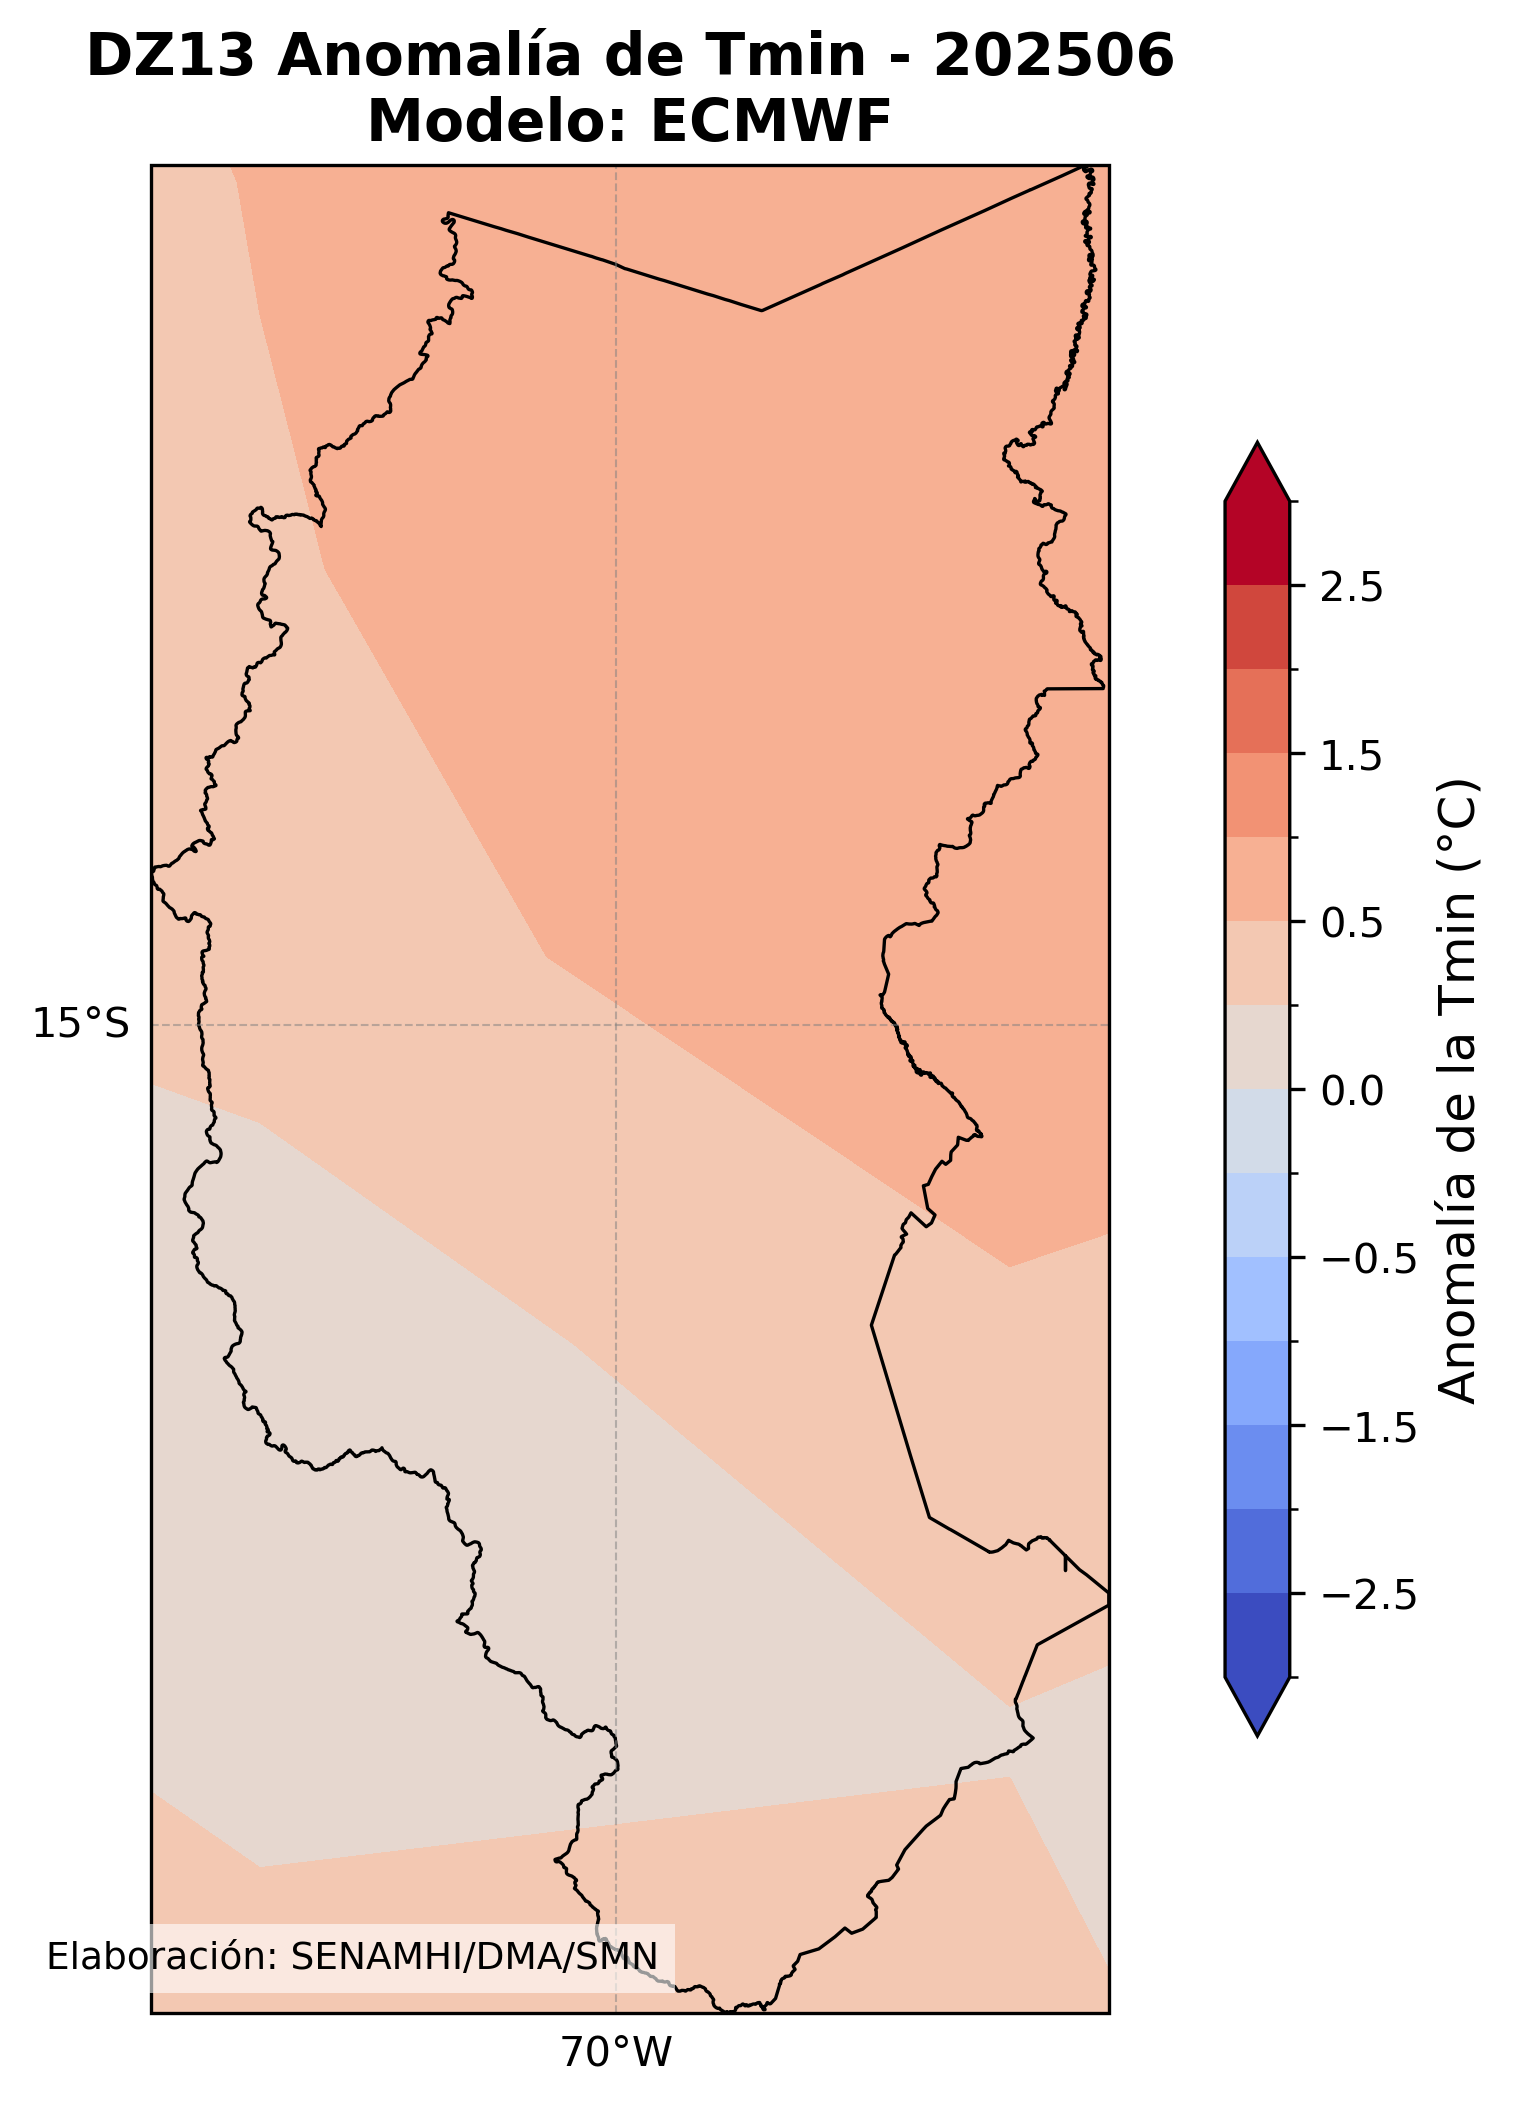 DZ13 Anomalía de Tmin - 202506
Modelo: ECMWF
2.5
1.5
0.5
0.0
−0.5
−1.5
−2.5
Anomalía de la Tmin (°C)
15°S
Elaboración: SENAMHI/DMA/SMN
70°W